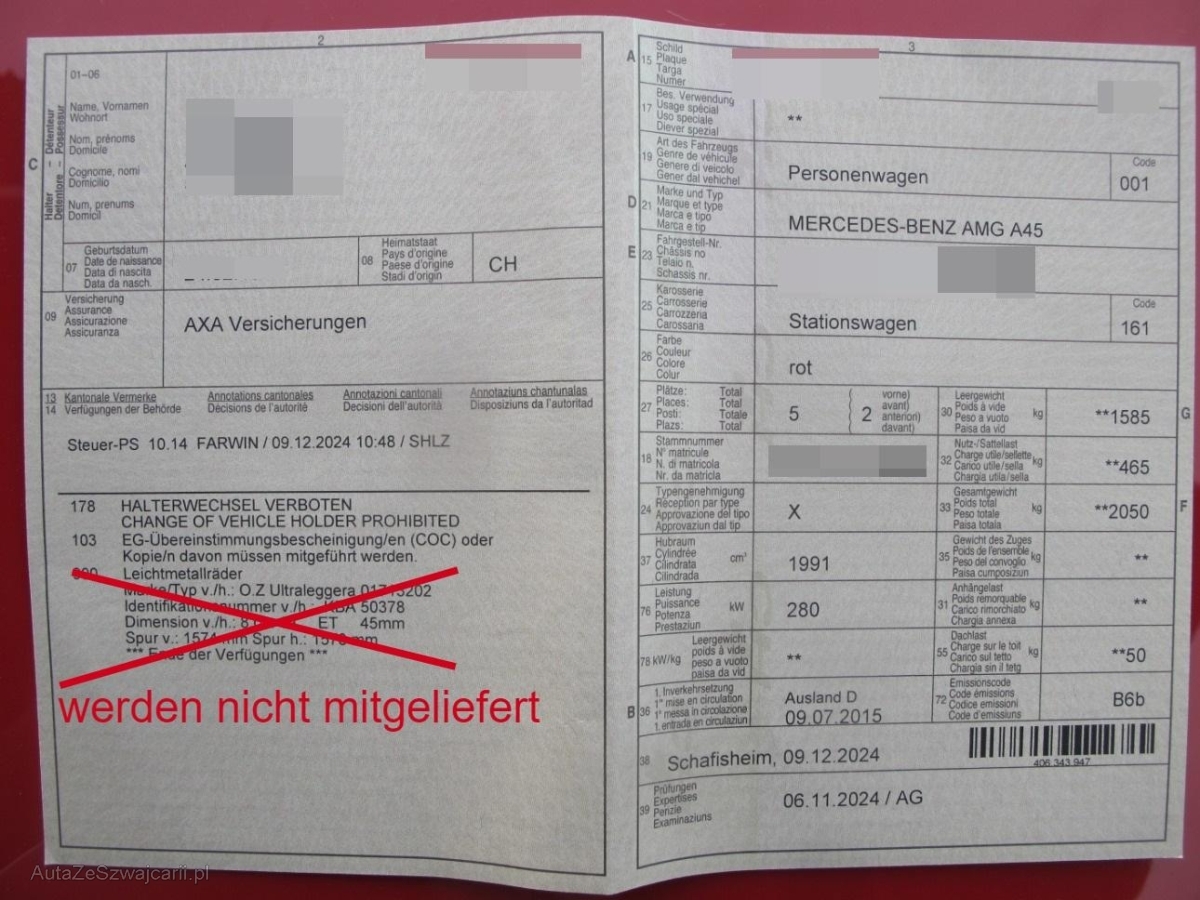 2
01-06
Halter – Détenteur
Detentore – Possessur
C
Name, Vornamen
Wohnort
Nom, prénoms
Domicile
Cognome, nomi
Domicilio
Num, prenums
Domicil
07
Geburtsdatum
Date de naissance
Data di nascita
Data da nasch.
08
Heimatstaat
Pays d'origine
Paese d'origine
Stadi d'origin
CH
09
Versicherung
Assurance
Assicurazione
Assicuranza
AXA Versicherungen
13 Kantonale Vermerke Annotations cantonales Annotazioni cantonali Annotaziuns chantunalas
14 Verfügungen der Behörde Décisions de l'autorité Decisioni dell'autorità Disposiziuns da l'autoritad
Steuer-PS 10.14 FARWIN / 09.12.2024 10:48 / SHLZ
178 HALTERWECHSEL VERBOTEN
CHANGE OF VEHICLE HOLDER PROHIBITED
103 EG-Übereinstimmungsbescheinigung/en (COC) oder
Kopie/n davon müssen mitgeführt werden.
Leichtmetallräder
Marke/Typ v./h.: O.Z Ultraleggera
Identifikationsnummer v./h.: KBA 50378
Dimension v./h.: 8 ET 45mm
Spur v.: 1574 mm Spur h.: mm
*** Ende der Verfügungen ***
werden nicht mitgeliefert
3
A 15
Schild
Plaque
Targa
Numer
17
Bes. Verwendung
Usage spécial
Uso speciale
Diever spezial
**
19
Art des Fahrzeugs
Genre de véhicule
Genere di veicolo
Gener dal vehichel
Personenwagen
Code
001
D 21
Marke und Typ
Marque et type
Marca e tipo
Marca e tip
MERCEDES-BENZ AMG A45
E 23
Fahrgestell-Nr.
Châssis no
Telaio n.
Schassis nr.
25
Karosserie
Carrosserie
Carrozzeria
Carossaria
Stationswagen
Code
161
26
Farbe
Couleur
Colore
Colur
rot
27
Plätze: Total
Places: Total
Posti: Totale
Plazs: Total
5
2
vorne)
avant)
anteriori)
davant)
30
Leergewicht
Poids à vide
Peso a vuoto
Paisa da vid
kg
**1585
G
18
Stammnummer
N° matricule
N. di matricola
Nr. da matricla
32
Nutz-/Sattellast
Charge utile/sellette
Carico utile/sella
Chargia utila/sella
kg
**465
24
Typengenehmigung
Réception par type
Approvazione del tipo
Approvaziun dal tip
X
33
Gesamtgewicht
Poids total
Peso totale
Paisa totala
kg
**2050
F
37
Hubraum
Cylindrée
Cilindrata
Cilindrada
cm³
1991
35
Gewicht des Zuges
Poids de l'ensemble
Peso del convoglio
Paisa cumposiziun
kg
**
76
Leistung
Puissance
Potenza
Prestaziun
kW
280
31
Anhängelast
Poids remorquable
Carico rimorchiato
Chargia annexa
kg
**
78 kW/kg
Leergewicht
poids à vide
peso a vuoto
paisa da vid
**
55
Dachlast
Charge sur le toit
Carico sul tetto
Chargia sin il tetg
kg
**50
B 36
1. Inverkehrsetzung
1re mise en circulation
1a messa in circolazione
1. entrada en circulaziun
Ausland D
09.07.2015
72
Emissionscode
Code émissions
Codice emissioni
Code d'emissiuns
B6b
38
Schafisheim, 09.12.2024
406 343 947
39
Prüfungen
Expertises
Perizie
Examinaziuns
06.11.2024 / AG
AutaZeSzwajcarii.pl